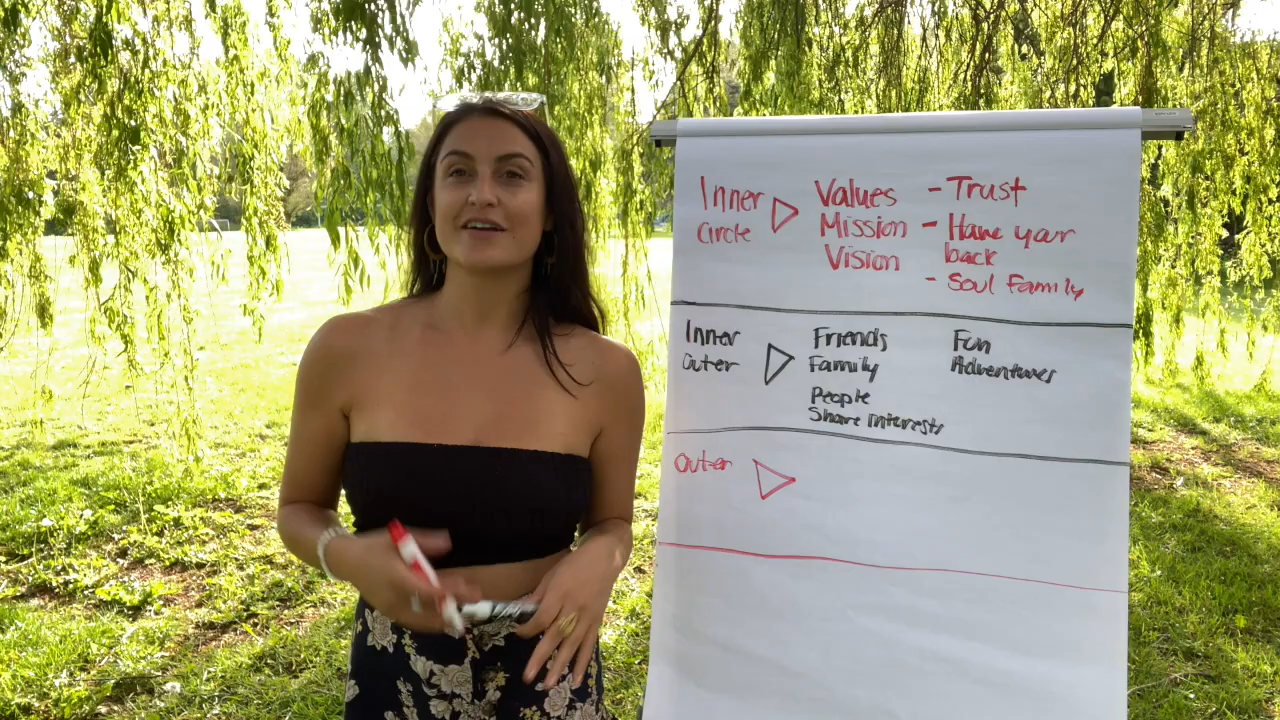 Inner
Circle
Values
Mission
Vision
- Trust
- Have your
back
- Soul Family
Inner
Outer
Friends
Family
People
Share interests
Fun
Adventures
Outer